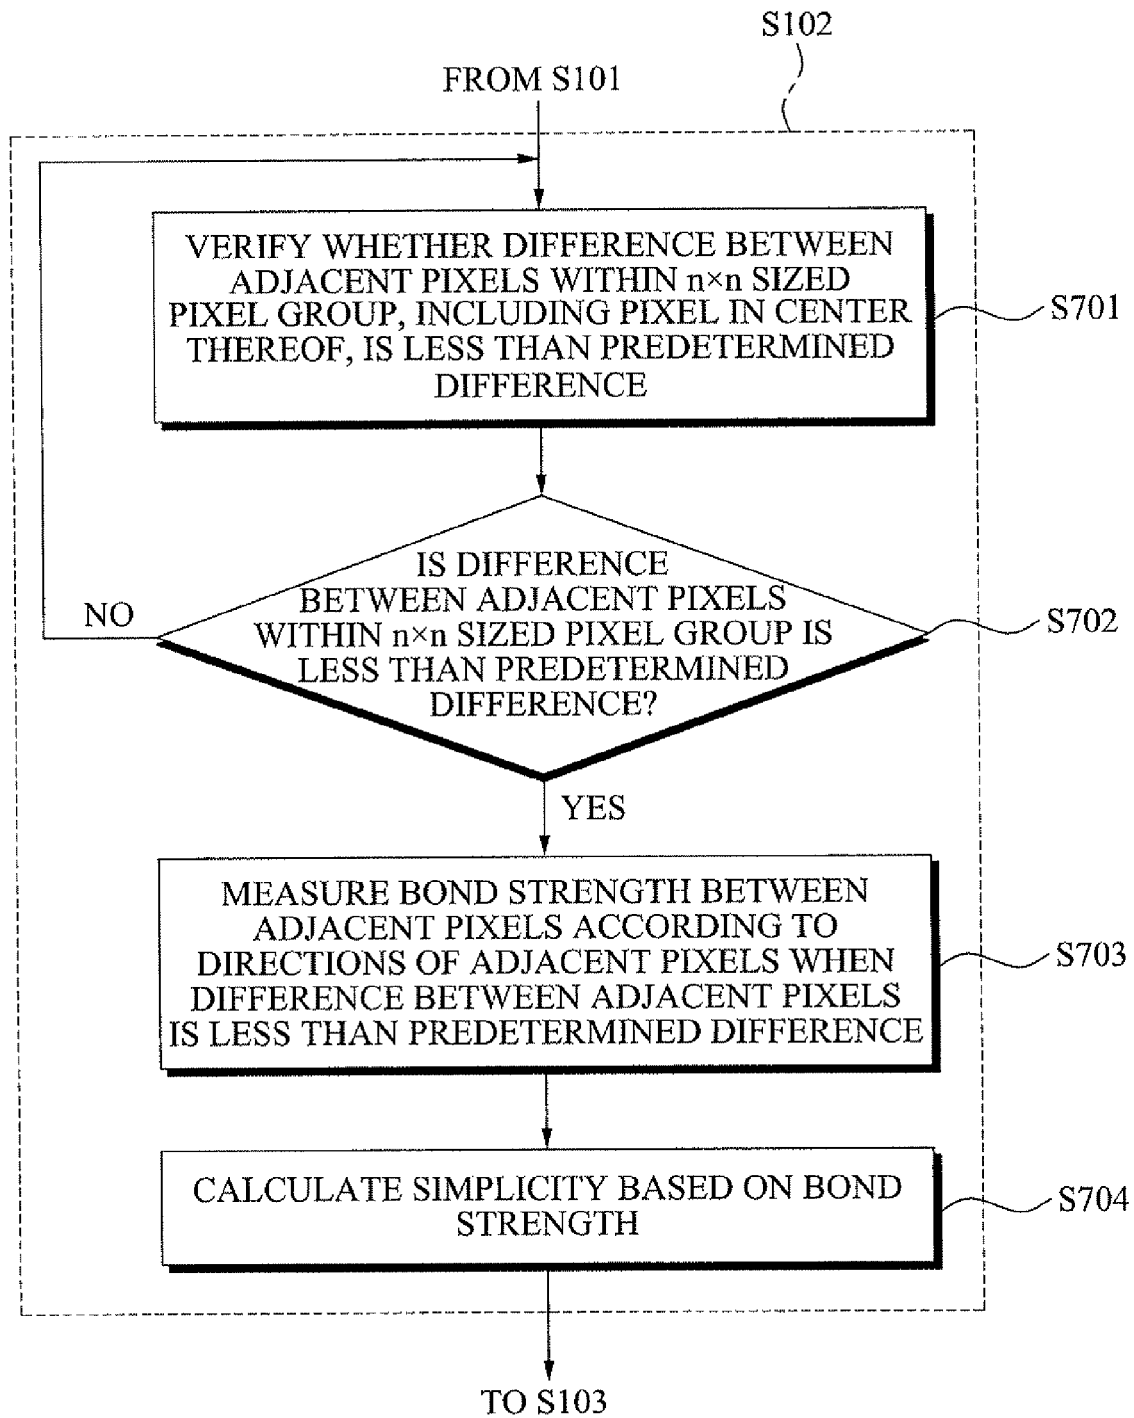 S102
FROM S101
VERIFY WHETHER DIFFERENCE BETWEEN
ADJACENT PIXELS WITHIN n×n SIZED
PIXEL GROUP, INCLUDING PIXEL IN CENTER
THEREOF, IS LESS THAN PREDETERMINED
DIFFERENCE
S701
IS DIFFERENCE
BETWEEN ADJACENT PIXELS
WITHIN n×n SIZED PIXEL GROUP IS
LESS THAN PREDETERMINED
DIFFERENCE?
S702
NO
YES
MEASURE BOND STRENGTH BETWEEN
ADJACENT PIXELS ACCORDING TO
DIRECTIONS OF ADJACENT PIXELS WHEN
DIFFERENCE BETWEEN ADJACENT PIXELS
IS LESS THAN PREDETERMINED DIFFERENCE
S703
CALCULATE SIMPLICITY BASED ON BOND
STRENGTH
S704
TO S103